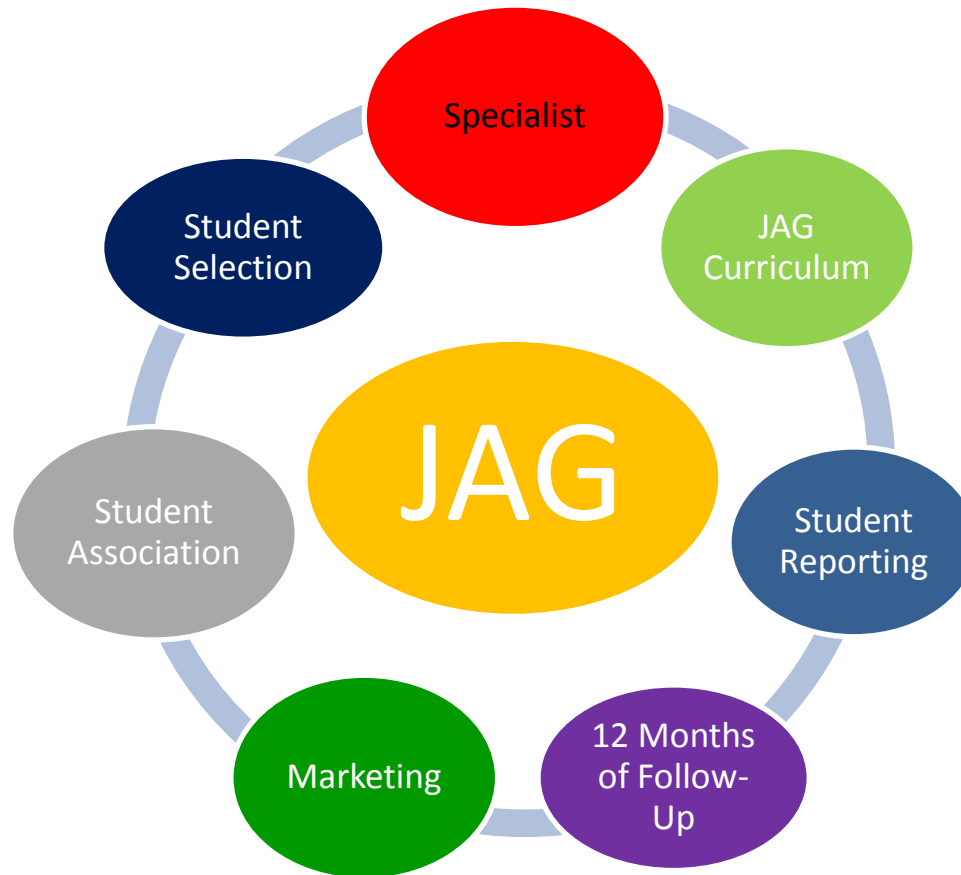 Specialist
JAG
Curriculum
Student
Reporting
12 Months
of Follow-
Up
Marketing
Student
Association
Student
Selection
JAG